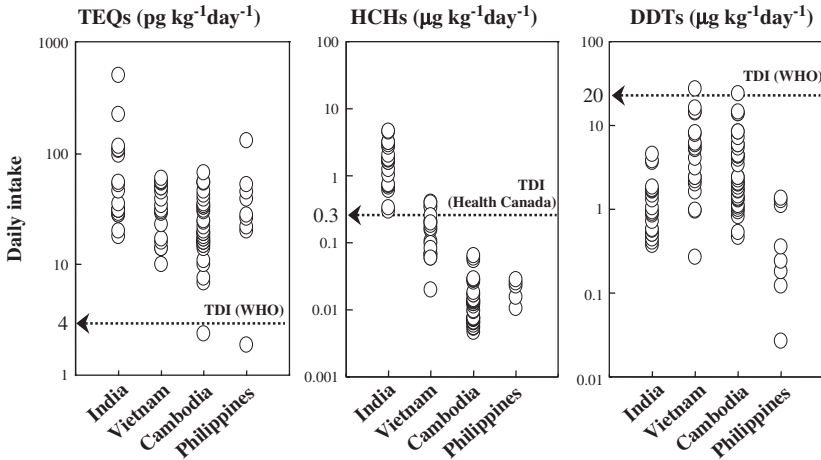 TEQs (pg kg⁻¹day⁻¹)
HCHs (μg kg⁻¹day⁻¹)
DDTs (μg kg⁻¹day⁻¹)
Daily intake
1000
100
10
4
1
TDI (WHO)
India
Vietnam
Cambodia
Philippines
100
10
1
0.3
0.1
0.01
0.001
TDI
(Health Canada)
India
Vietnam
Cambodia
Philippines
100
20
10
1
0.1
0.01
TDI (WHO)
India
Vietnam
Cambodia
Philippines